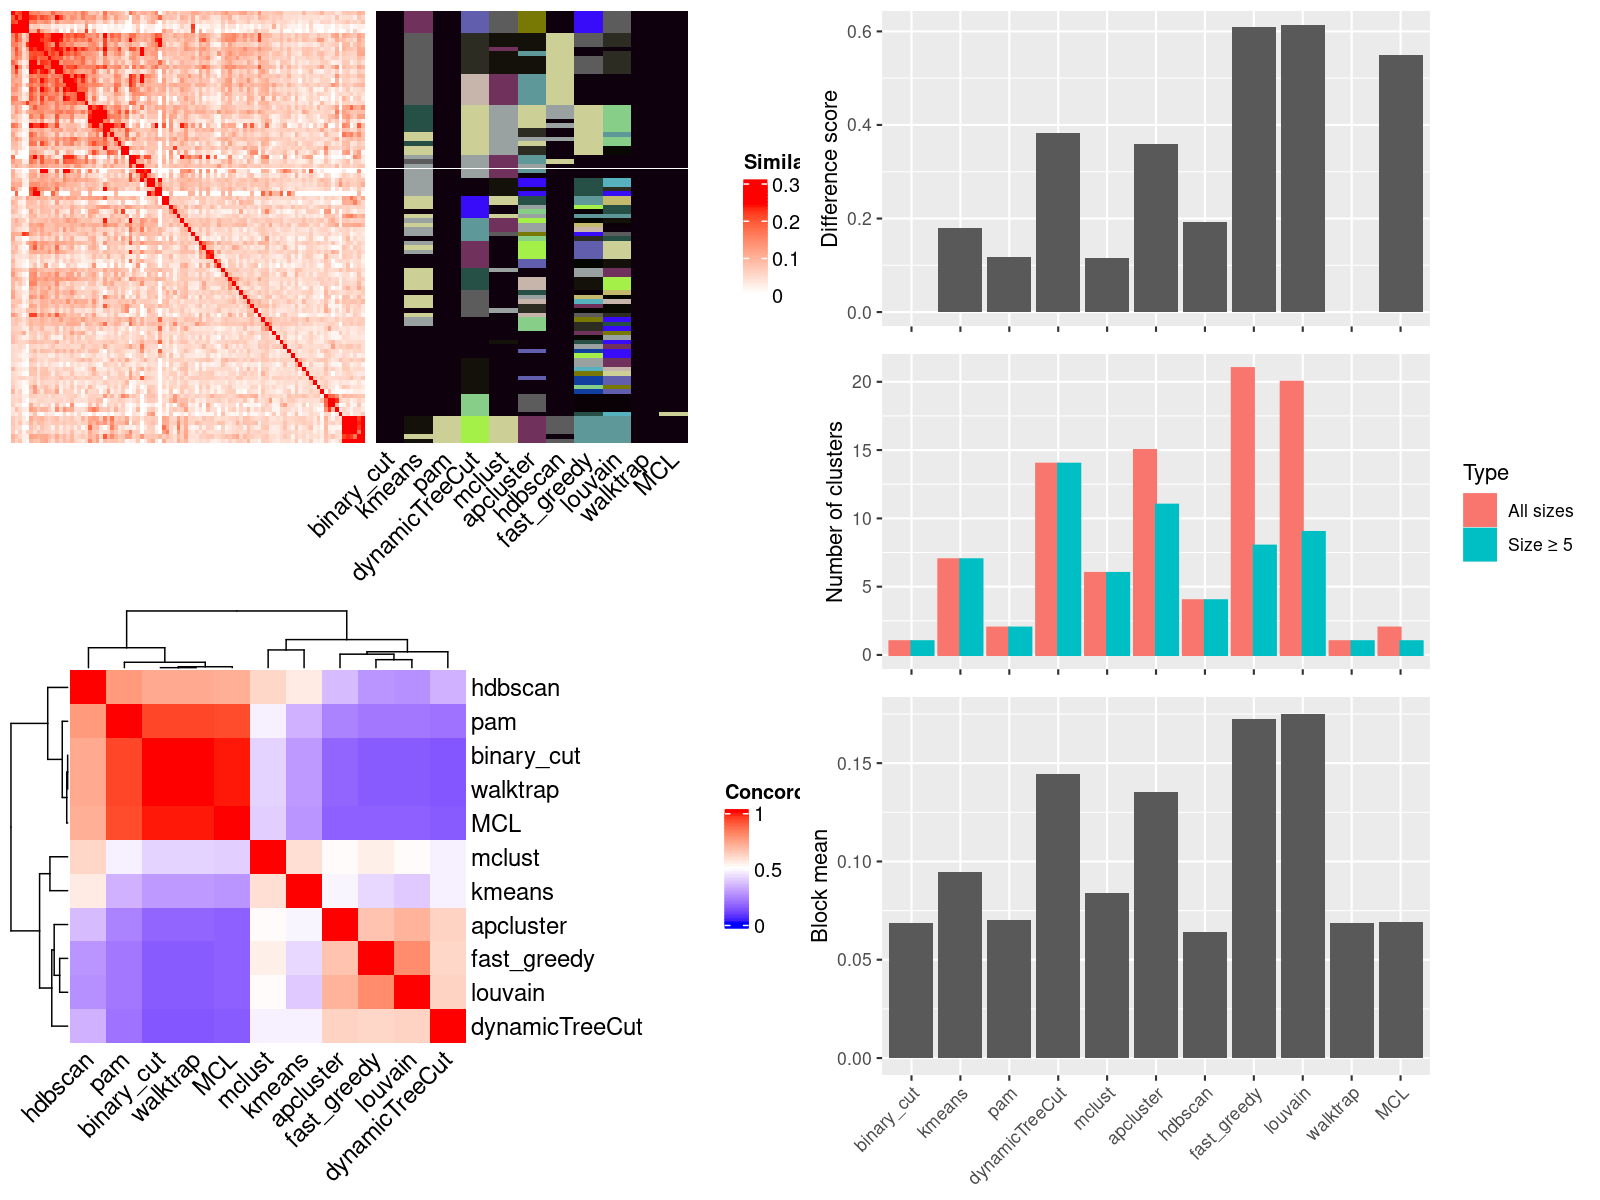 Simila
0.3
0.2
0.1
0
binary_cut
kmeans
pam
dynamicTreeCut
mclust
apcluster
hdbscan
fast_greedy
louvain
walktrap
MCL
hdbscan
pam
binary_cut
walktrap
MCL
mclust
kmeans
apcluster
fast_greedy
louvain
dynamicTreeCut
hdbscan
pam
binary_cut
walktrap
MCL
mclust
kmeans
apcluster
fast_greedy
louvain
dynamicTreeCut
Concord
1
0.5
0
Difference score
0.6
0.4
0.2
0.0
Number of clusters
20
15
10
5
0
Type
All sizes
Size ≥ 5
Block mean
0.15
0.10
0.05
0.00
binary_cut
kmeans
pam
dynamicTreeCut
mclust
apcluster
hdbscan
fast_greedy
louvain
walktrap
MCL